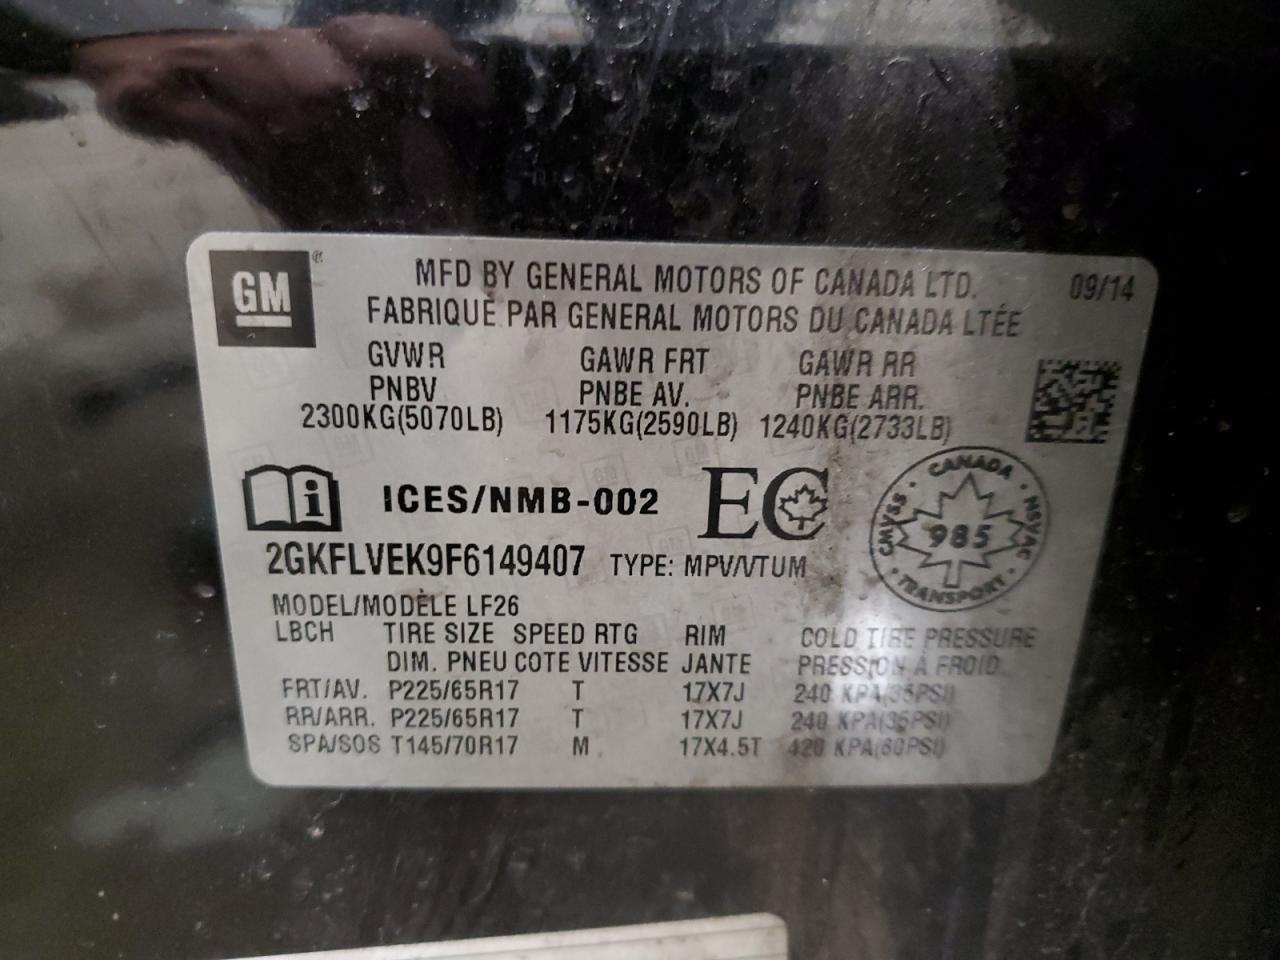 GM®
MFD BY GENERAL MOTORS OF CANADA LTD. 09/14
FABRIQUÉ PAR GENERAL MOTORS DU CANADA LTÉE
GVWR GAWR FRT GAWR RR
PNBV PNBE AV. PNBE ARR.
2300KG(5070LB) 1175KG(2590LB) 1240KG(2733LB)
i ICES/NMB-002 EC
CANADA
CMVSS 985 NSVAC
TRANSPORT
2GKFLVEK9F6149407 TYPE: MPV/VTUM
MODEL/MODÈLE LF26
LBCH TIRE SIZE SPEED RTG RIM COLD TIRE PRESSURE
DIM. PNEU COTE VITESSE JANTE PRESSION À FROID
FRT/AV. P225/65R17 T 17X7J 240 KPA(35PSI)
RR/ARR. P225/65R17 T 17X7J 240 KPA(35PSI)
SPA/SOS T145/70R17 M 17X4.5T 420 KPA(60PSI)